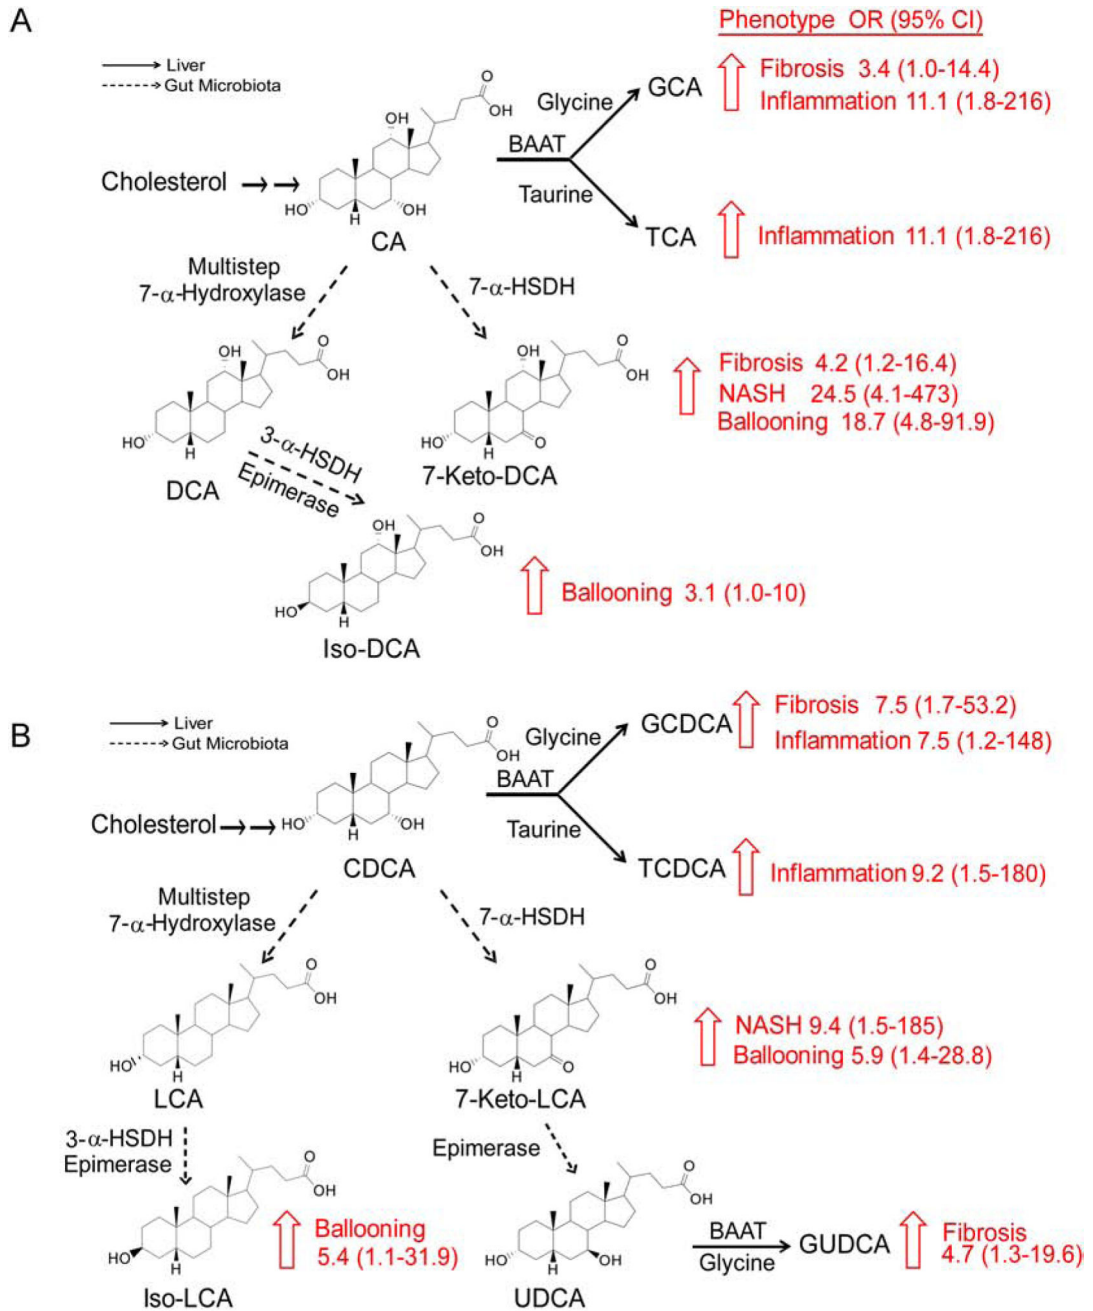 A
Phenotype OR (95% CI)
Liver
Gut Microbiota
O
OH
OH
HO
H
OH
Cholesterol
CA
Glycine
BAAT
Taurine
GCA
Fibrosis 3.4 (1.0-14.4)
Inflammation 11.1 (1.8-216)
TCA
Inflammation 11.1 (1.8-216)
Multistep
7-α-Hydroxylase
7-α-HSDH
O
OH
OH
HO
H
DCA
O
OH
OH
HO
H
O
7-Keto-DCA
Fibrosis 4.2 (1.2-16.4)
NASH 24.5 (4.1-473)
Ballooning 18.7 (4.8-91.9)
3-α-HSDH
Epimerase
O
OH
OH
HO
H
Iso-DCA
Ballooning 3.1 (1.0-10)
B
Liver
Gut Microbiota
O
OH
HO
H
OH
Cholesterol
CDCA
Glycine
BAAT
Taurine
GCDCA
Fibrosis 7.5 (1.7-53.2)
Inflammation 7.5 (1.2-148)
TCDCA
Inflammation 9.2 (1.5-180)
Multistep
7-α-Hydroxylase
7-α-HSDH
O
OH
HO
H
LCA
O
OH
HO
H
O
7-Keto-LCA
NASH 9.4 (1.5-185)
Ballooning 5.9 (1.4-28.8)
3-α-HSDH
Epimerase
Epimerase
O
OH
HO
H
Iso-LCA
Ballooning
5.4 (1.1-31.9)
O
OH
HO
H
OH
UDCA
BAAT
Glycine
GUDCA
Fibrosis
4.7 (1.3-19.6)